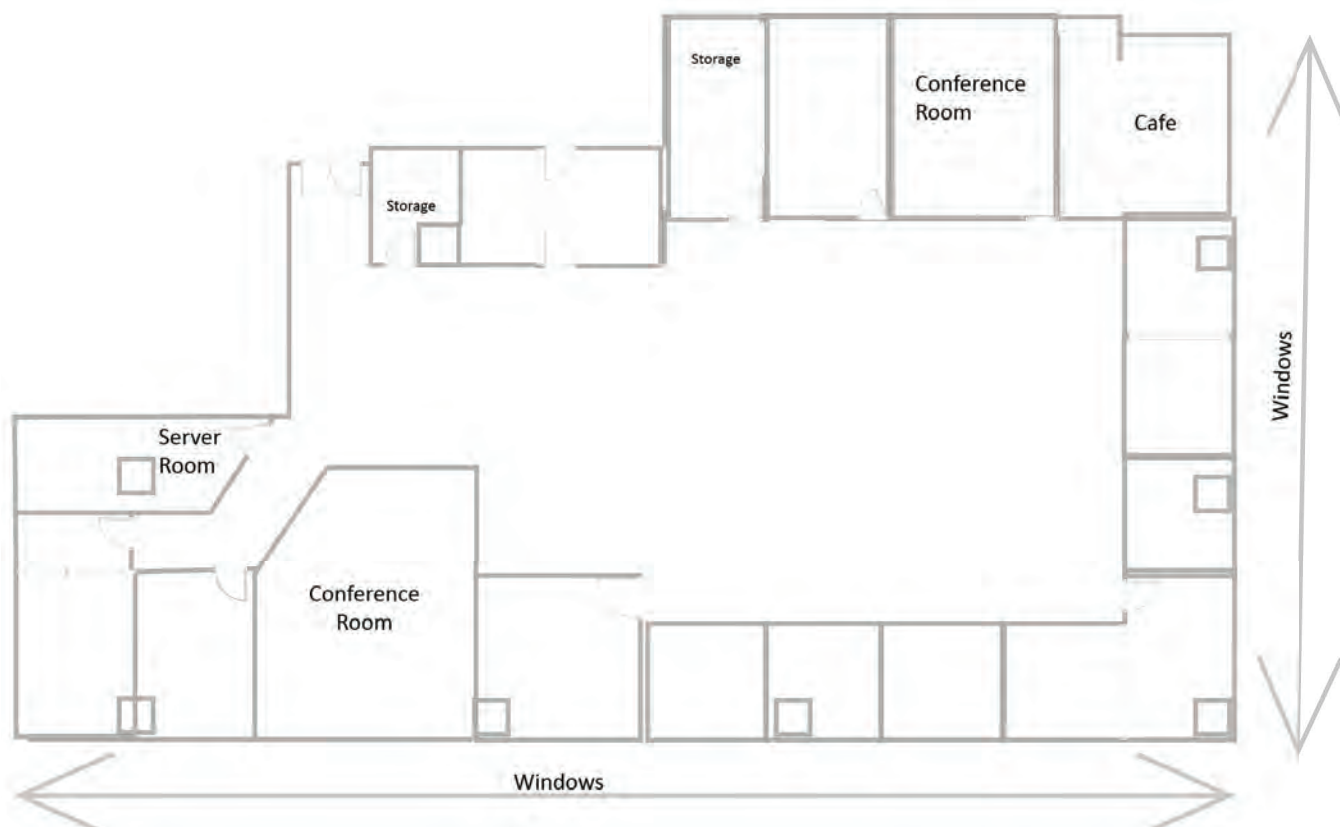 Storage
Conference
Room
Cafe
Storage
Windows
Server
Room
Conference
Room
Windows